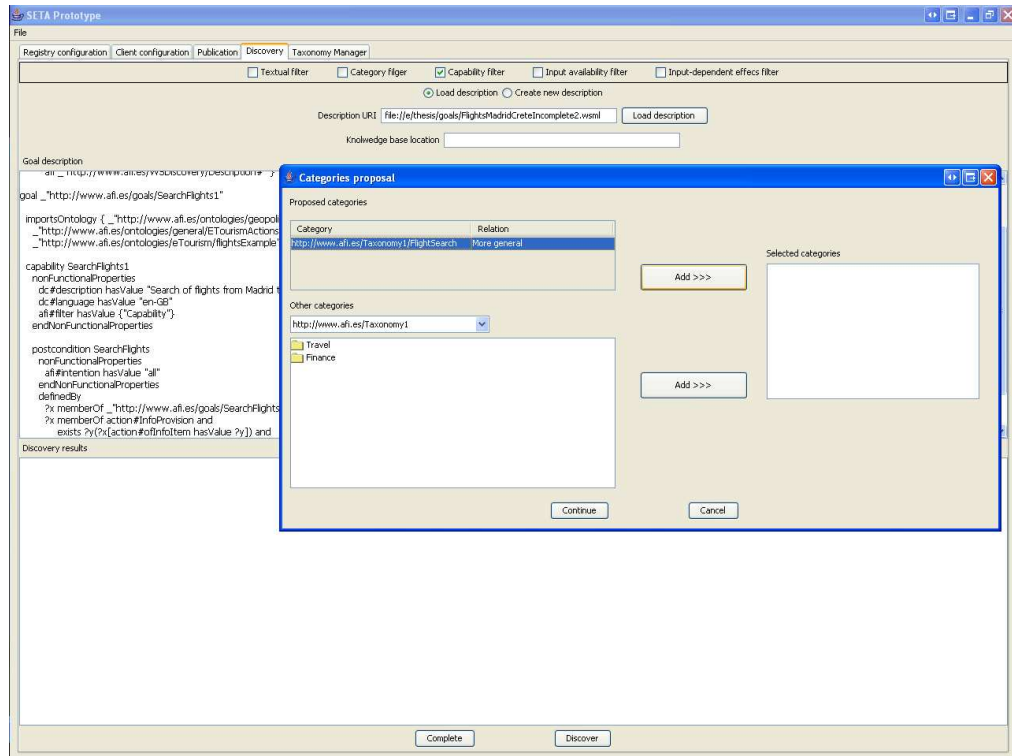 SETA Prototype
File
Registry configuration Client configuration Publication Discovery Taxonomy Manager
Textual filter Category filger Capability filter Input availability filter Input-dependent effecs filter
Load description Create new description
Description URI file://e/thesis/goals/FlightsMadridCreteIncomplete2.wsml Load description
Knolwedge base location
Goal description
goal _"http://www.afi.es/goals/SearchFlights1"
importsOntology { _"http://www.afi.es/ontologies/geopoli
_"http://www.afi.es/ontologies/general/ETourismActions
_"http://www.afi.es/ontologies/eTourism/flightsExample"
capability SearchFlights1
nonFunctionalProperties
dc#description hasValue "Search of flights from Madrid t
dc#language hasValue "en-GB"
afi#filter hasValue {"Capability"}
endNonFunctionalProperties
postcondition SearchFlights
nonFunctionalProperties
afi#intention hasValue "all"
endNonFunctionalProperties
definedBy
?x memberOf _"http://www.afi.es/goals/SearchFlights
?x memberOf action#InfoProvision and
exists ?y(?x[action#ofInfoItem hasValue ?y]) and
Categories proposal
Proposed categories
Category Relation
http://www.afi.es/Taxonomy1/FlightSearch More general
Add >>>
Selected categories
Other categories
http://www.afi.es/Taxonomy1
Travel
Finance
Add >>>
Continue Cancel
Discovery results
Complete Discover